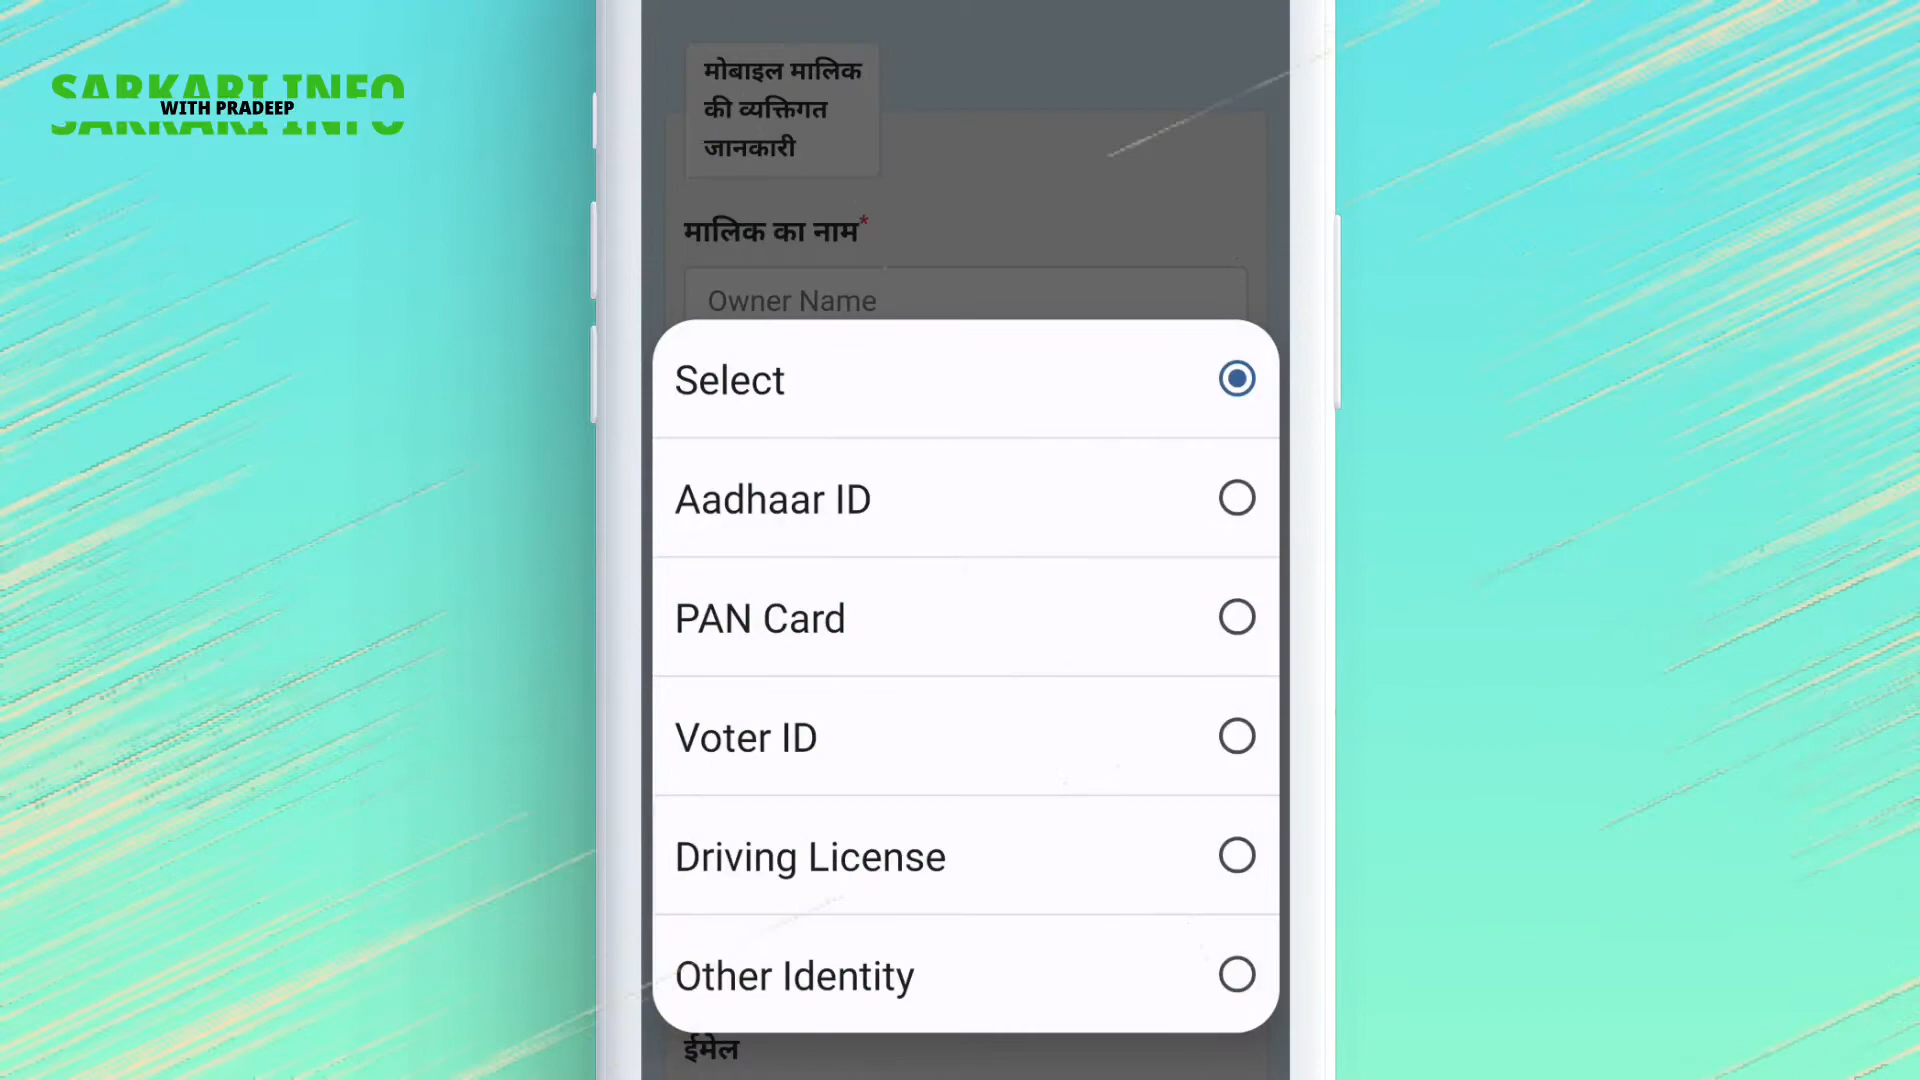 SARKARI INFO
WITH PRADEEP
मोबाइल मालिक
की व्यक्तिगत
जानकारी
मालिक का नाम*
Owner Name
Select
Aadhaar ID
PAN Card
Voter ID
Driving License
Other Identity
ईमेल